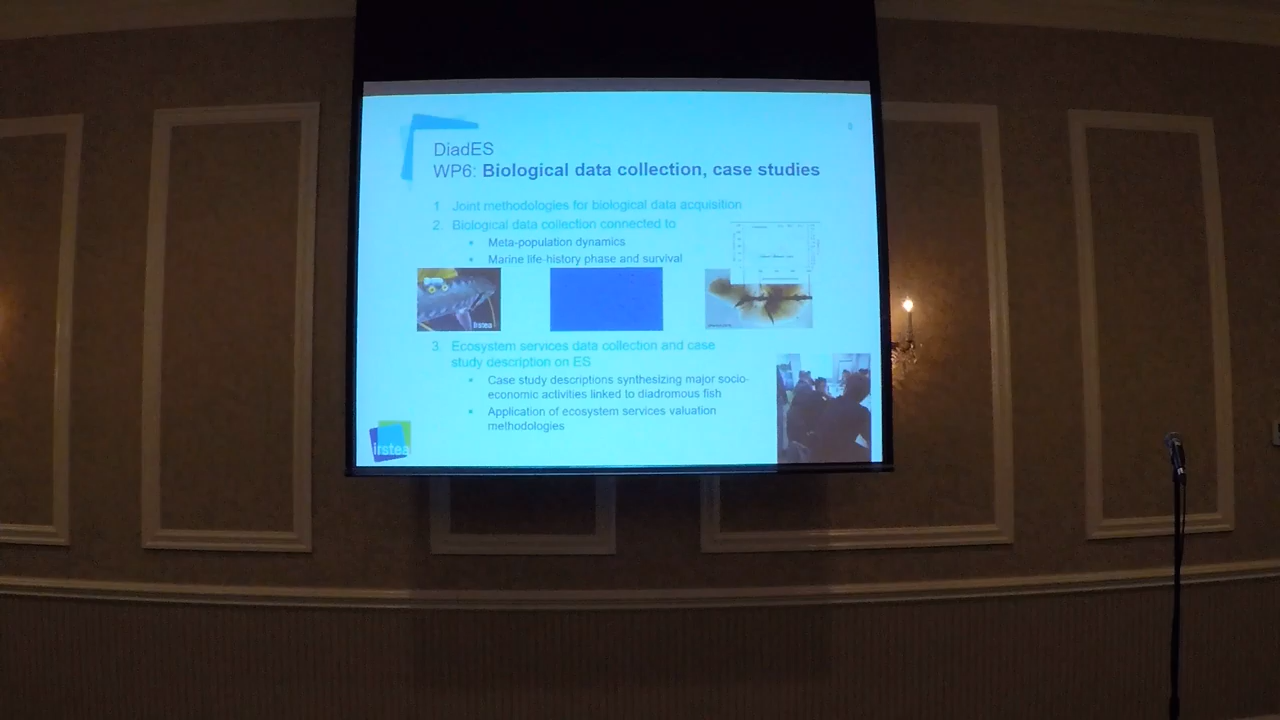 DiadES
WP6: Biological data collection, case studies
1 Joint methodologies for biological data acquisition
2. Biological data collection connected to
▪ Meta-population dynamics
▪ Marine life-history phase and survival
irstea
3. Ecosystem services data collection and case
study description on ES
▪ Case study descriptions synthesizing major socio-
economic activities linked to diadromous fish
▪ Application of ecosystem services valuation
methodologies
irstea